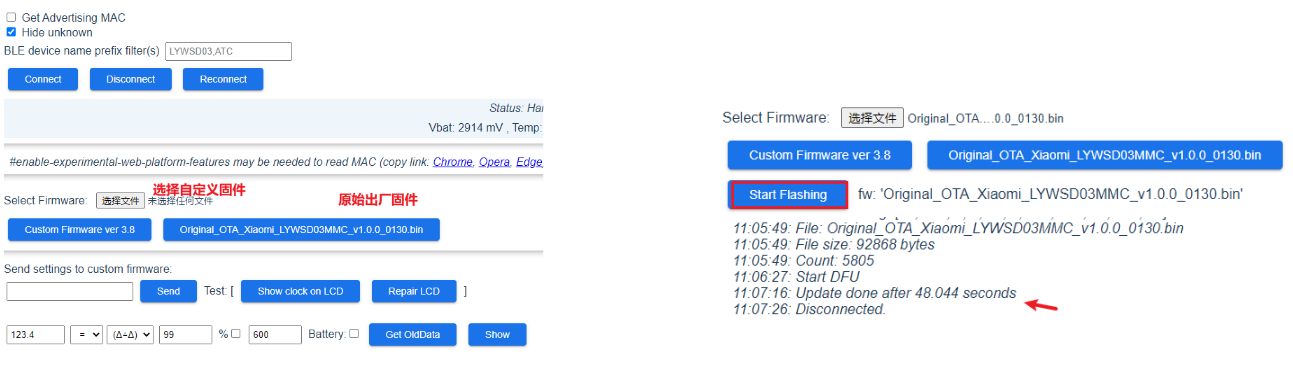 Get Advertising MAC
Hide unknown
BLE device name prefix filter(s) LYWSD03,ATC
Connect Disconnect Reconnect
Status: Hai
Vbat: 2914 mV , Temp:
#enable-experimental-web-platform-features may be needed to read MAC (copy link: Chrome, Opera, Edge,
选择自定义固件
原始出厂固件
Select Firmware: 选择文件 未选择任何文件
Custom Firmware ver 3.8 Original_OTA_Xiaomi_LYWSD03MMC_v1.0.0_0130.bin
Send settings to custom firmware:
Send Test: [ Show clock on LCD Repair LCD ]
123.4 = (Δ=Δ) 99 % 600 Battery: Get OldData Show
Select Firmware: 选择文件 Original_OTA....0.0_0130.bin
Custom Firmware ver 3.8 Original_OTA_Xiaomi_LYWSD03MMC_v1.0.0_0130.bin
Start Flashing fw: 'Original_OTA_Xiaomi_LYWSD03MMC_v1.0.0_0130.bin'
11:05:49: File: Original_OTA_Xiaomi_LYWSD03MMC_v1.0.0_0130.bin
11:05:49: File size: 92868 bytes
11:05:49: Count: 5805
11:06:27: Start DFU
11:07:16: Update done after 48.044 seconds
11:07:26: Disconnected.